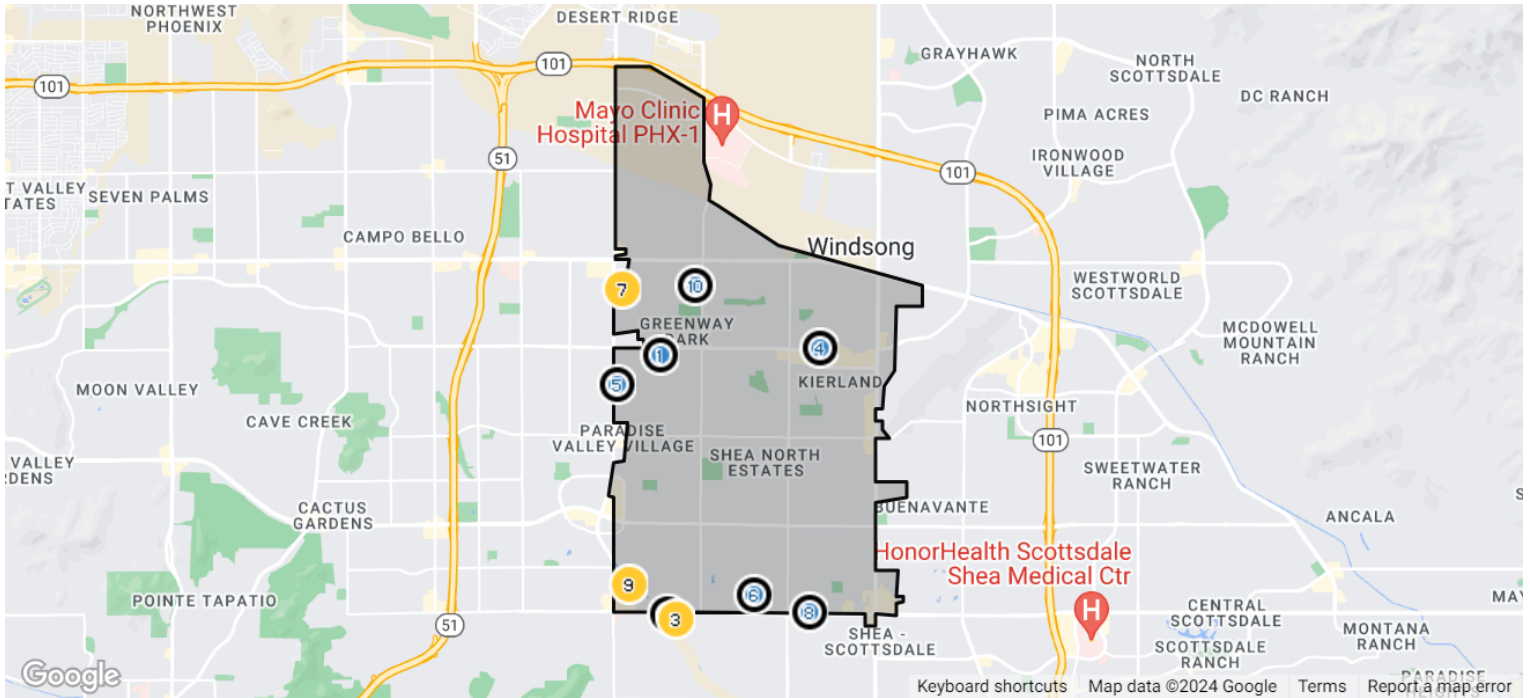 NORTHWEST
PHOENIX
DESERT RIDGE
101
101
GRAYHAWK
NORTH
SCOTTSDALE
DC RANCH
Mayo Clinic
Hospital PHX-1
H
PIMA ACRES
51
IRONWOOD
VILLAGE
101
T VALLEY
TATES
SEVEN PALMS
CAMPO BELLO
Windsong
WESTWORLD
SCOTTSDALE
7
10
GREENWAY
PARK
MCDOWELL
MOUNTAIN
RANCH
1
4
5
KIERLAND
MOON VALLEY
NORTHSIGHT
CAVE CREEK
PARADISE
VALLEY VILLAGE
101
SHEA NORTH
ESTATES
VALLEY
RDENS
SWEETWATER
RANCH
CACTUS
GARDENS
BUENAVANTE
ANCALA
HonorHealth Scottsdale
Shea Medical Ctr
H
9
6
3
8
POINTE TAPATIO
51
SHEA -
SCOTTSDALE
CENTRAL
SCOTTSDALE
MONTANA
RANCH
SCOTTSDALE
RANCH
Google
Keyboard shortcuts
Map data ©2024 Google
Terms
Report a map error